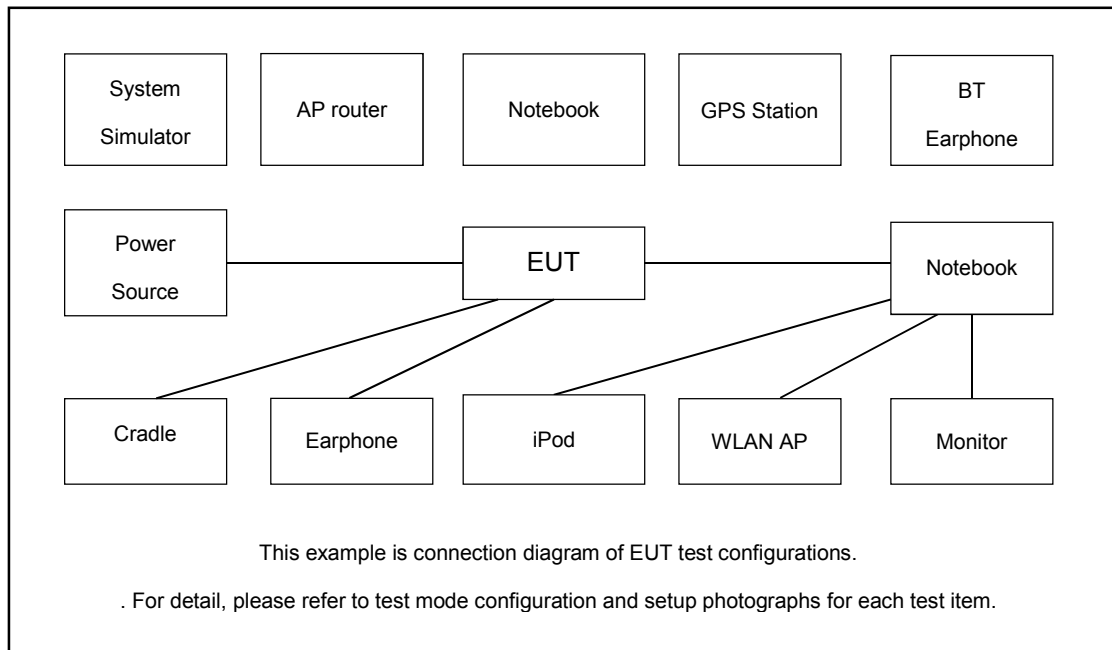 System
Simulator
AP router
Notebook
GPS Station
BT
Earphone
Power
Source
EUT
Notebook
Cradle
Earphone
iPod
WLAN AP
Monitor
This example is connection diagram of EUT test configurations.
. For detail, please refer to test mode configuration and setup photographs for each test item.